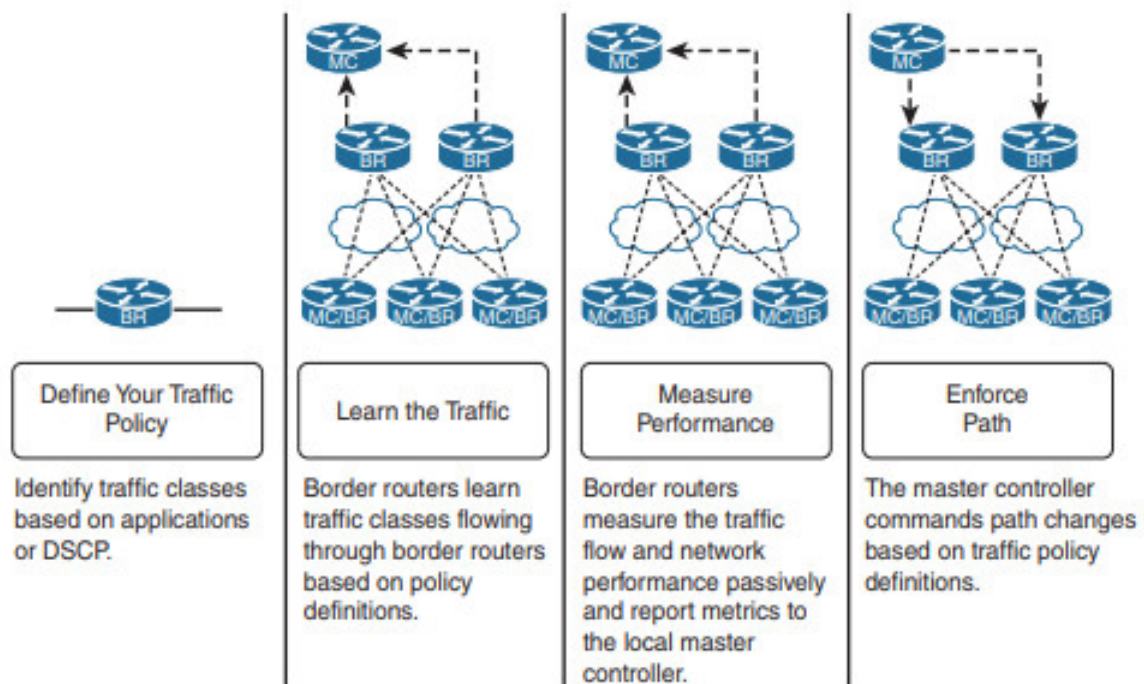 MC
BR
BR
MC/BR
MC/BR
MC/BR
MC
BR
BR
MC/BR
MC/BR
MC/BR
MC
BR
BR
MC/BR
MC/BR
MC/BR
BR
Define Your Traffic
Policy
Identify traffic classes
based on applications
or DSCP.
Learn the Traffic
Border routers learn
traffic classes flowing
through border routers
based on policy
definitions.
Measure
Performance
Border routers
measure the traffic
flow and network
performance passively
and report metrics to
the local master
controller.
Enforce
Path
The master controller
commands path changes
based on traffic policy
definitions.